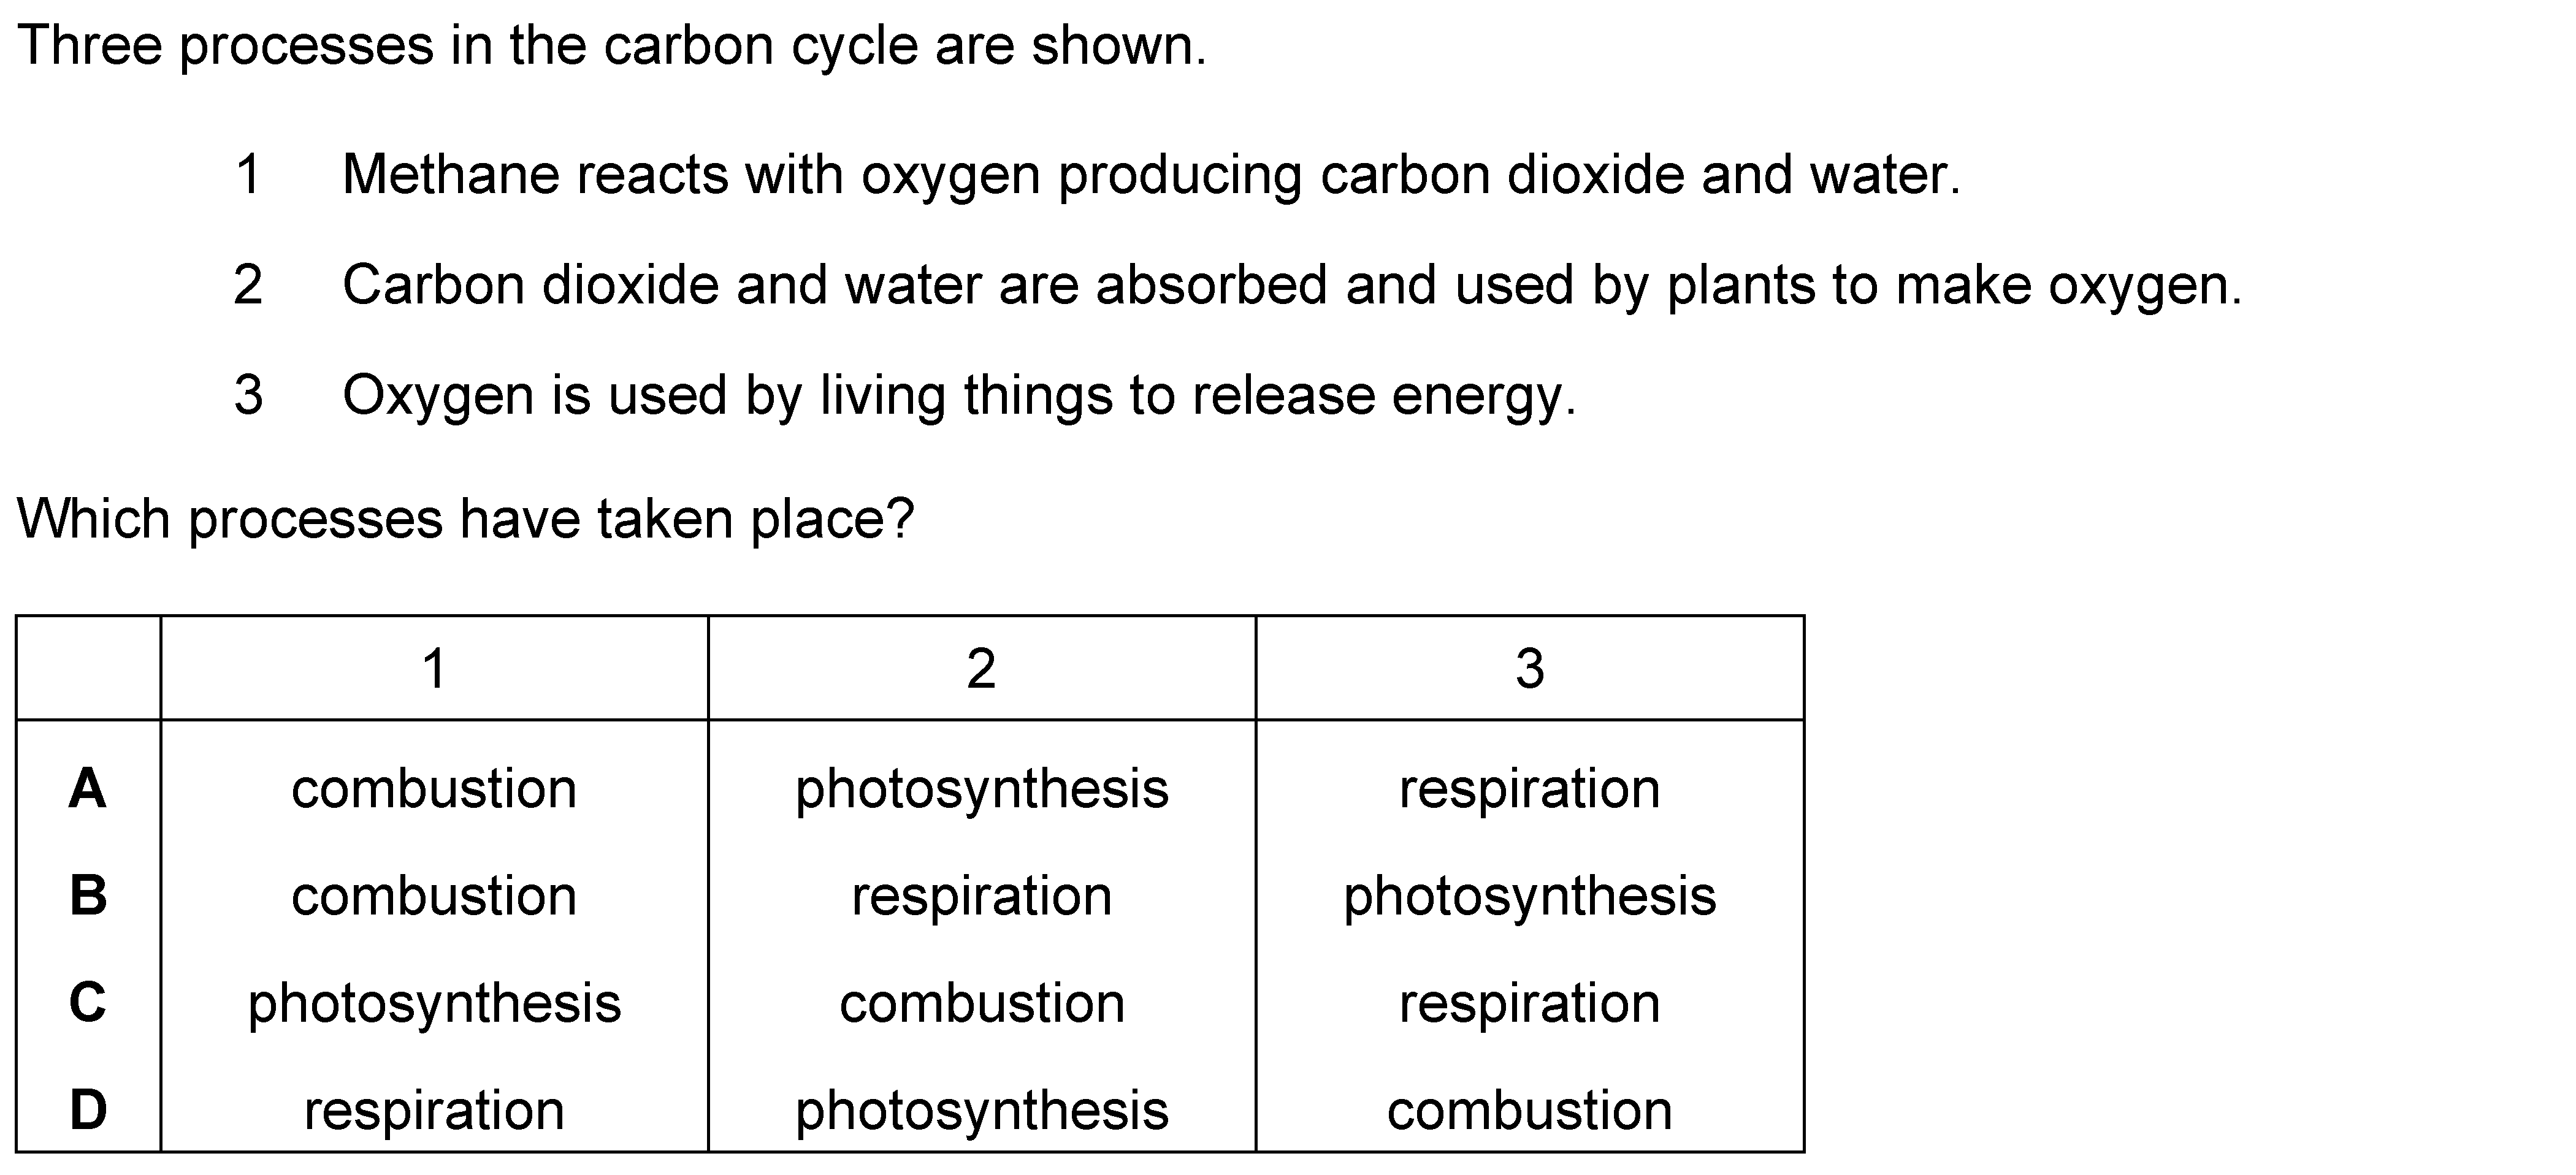 Three processes in the carbon cycle are shown.
1 Methane reacts with oxygen producing carbon dioxide and water.
2 Carbon dioxide and water are absorbed and used by plants to make oxygen.
3 Oxygen is used by living things to release energy.
Which processes have taken place?
1 2 3
A combustion photosynthesis respiration
B combustion respiration photosynthesis
C photosynthesis combustion respiration
D respiration photosynthesis combustion